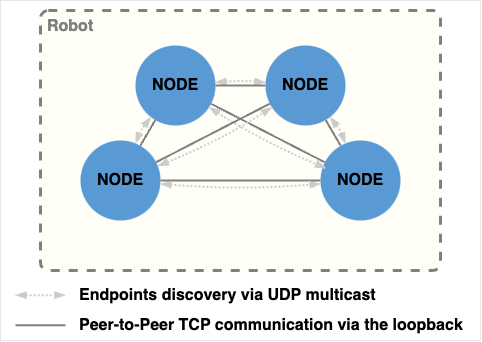 Robot
NODE
NODE
NODE
NODE
Endpoints discovery via UDP multicast
Peer-to-Peer TCP communication via the loopback